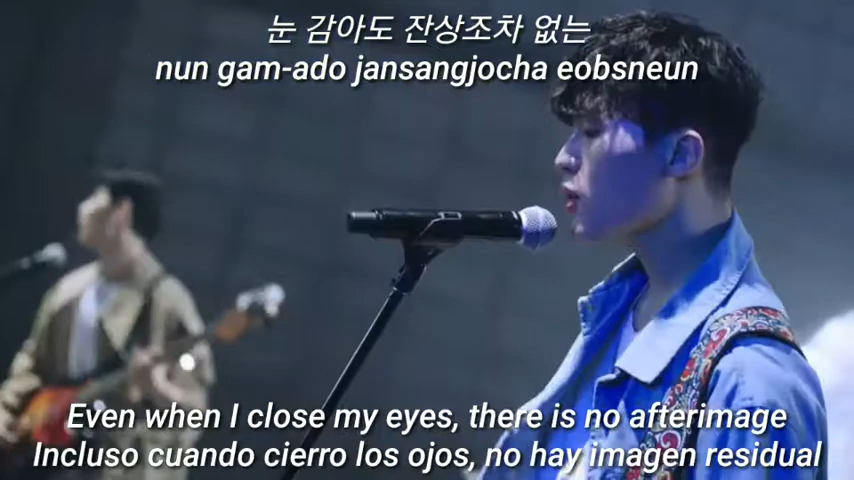 눈 감아도 잔상조차 없는
nun gam-ado jansangjocha eobsneun
Even when I close my eyes, there is no afterimage
Incluso cuando cierro los ojos, no hay imagen residual